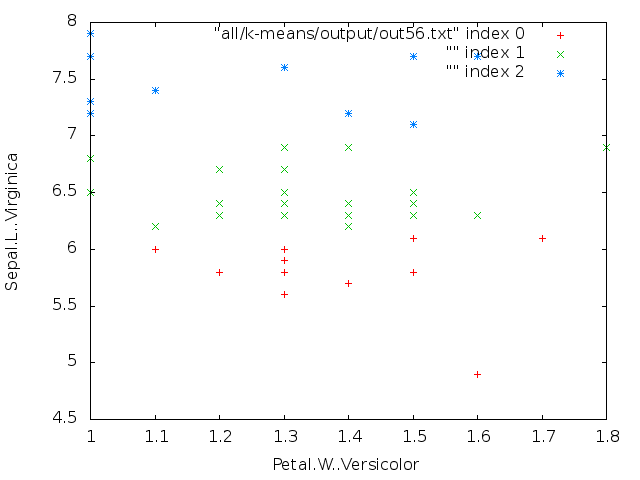 8
"all/k-means/output/out56.txt" index 0
"" index 1
"" index 2
7.5
7
6.5
6
5.5
5
4.5
Sepal.L.. Virginica
1 1.1 1.2 1.3 1.4 1.5 1.6 1.7 1.8
Petal.W..Versicolor